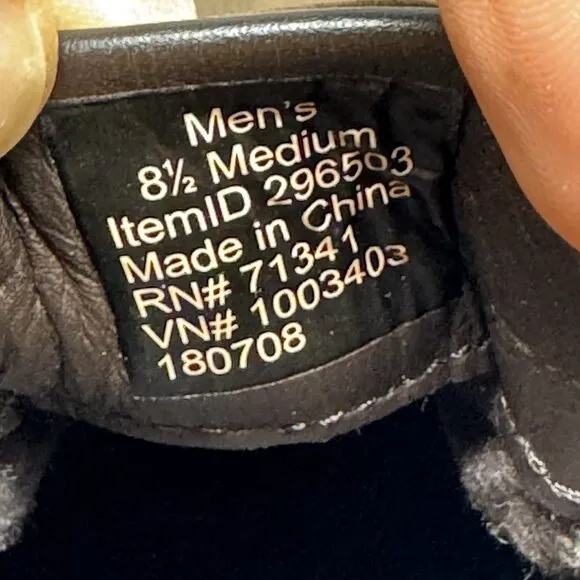 Men's
8½ Medium
ItemID 296503
Made in China
RN# 71341
VN# 1003403
180708